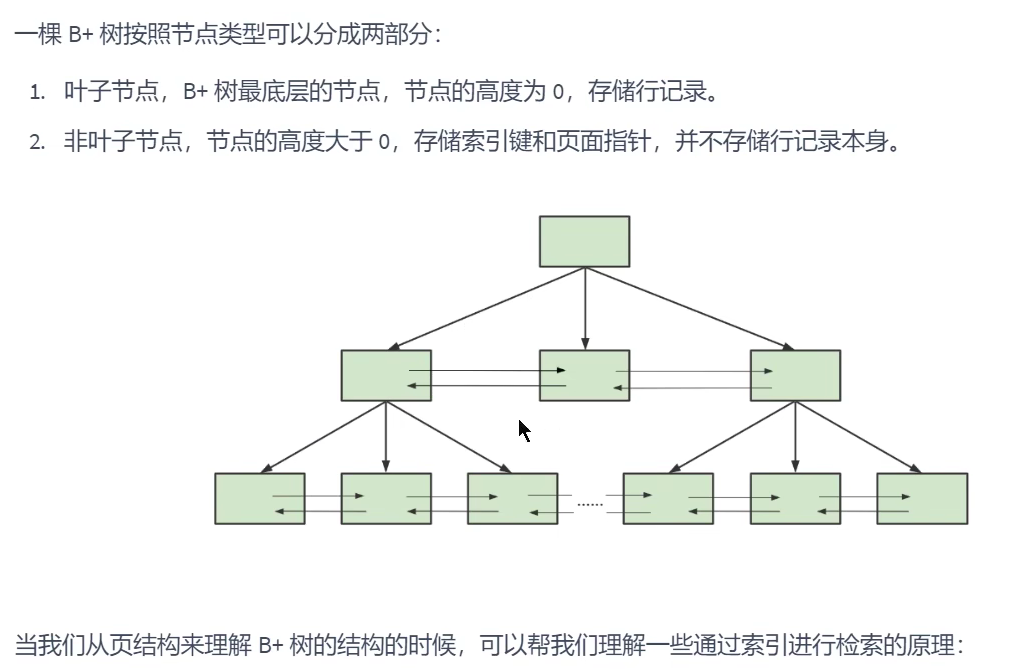 一棵 B+ 树按照节点类型可以分成两部分：
1. 叶子节点，B+ 树最底层的节点，节点的高度为 0，存储行记录。
2. 非叶子节点，节点的高度大于 0，存储索引键和页面指针，并不存储行记录本身。
......
当我们从页结构来理解 B+ 树的结构的时候，可以帮我们理解一些通过索引进行检索的原理：